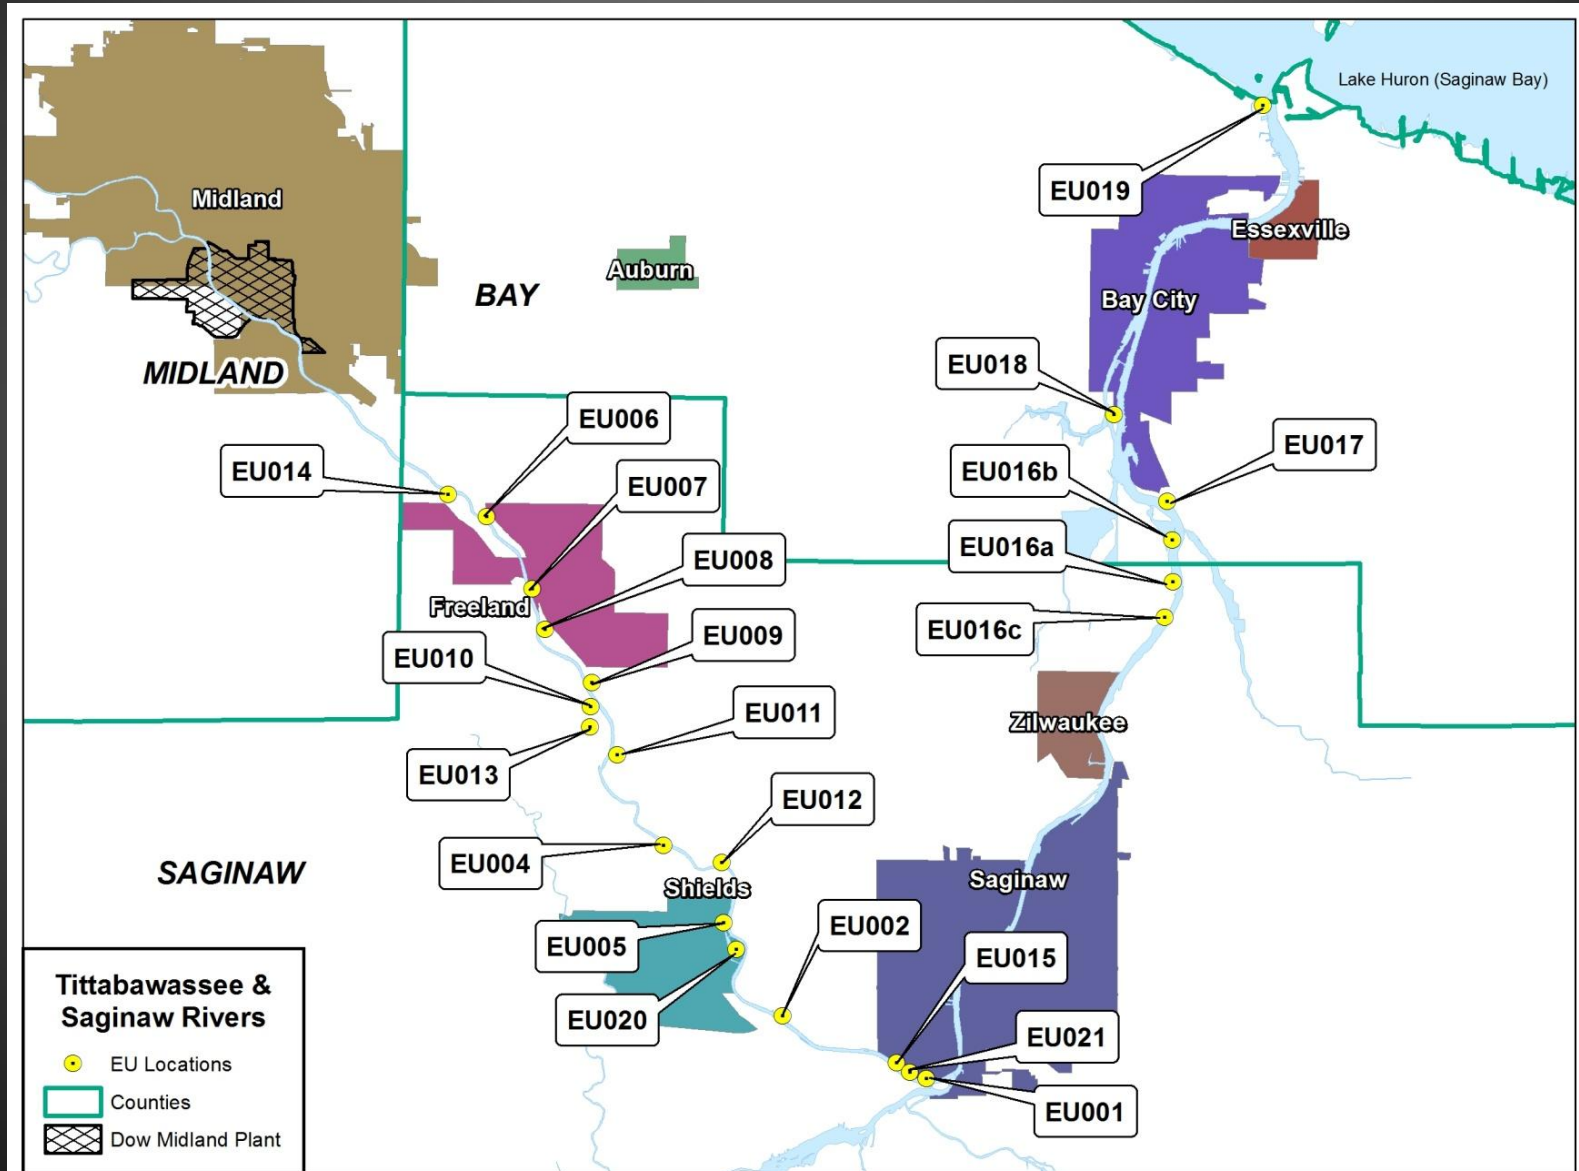 Lake Huron (Saginaw Bay)
Midland
EU019
Essexville
Auburn
BAY
Bay City
MIDLAND
EU018
EU006
EU014
EU007
EU017
EU016b
EU008
EU016a
Freeland
EU009
EU016c
EU010
EU011
Zilwaukee
EU013
EU012
EU004
SAGINAW
Shields
Saginaw
EU002
EU005
EU015
EU020
EU021
EU001
Tittabawassee &
Saginaw Rivers
EU Locations
Counties
Dow Midland Plant